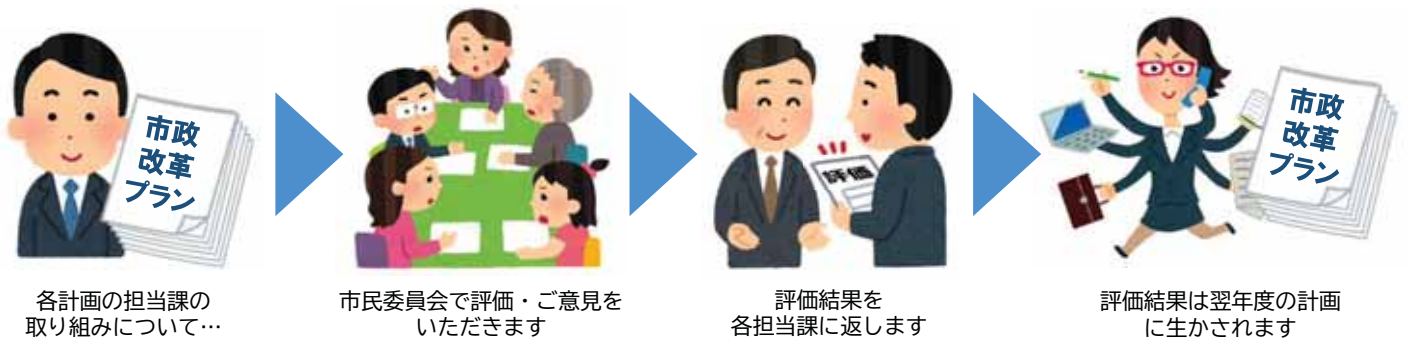 市政
改革
プラン
評価
市政
改革
プラン
各計画の担当課の
取り組みについて…
市民委員会で評価・ご意見を
いただきます
評価結果を
各担当課に返します
評価結果は翌年度の計画
に生かされます